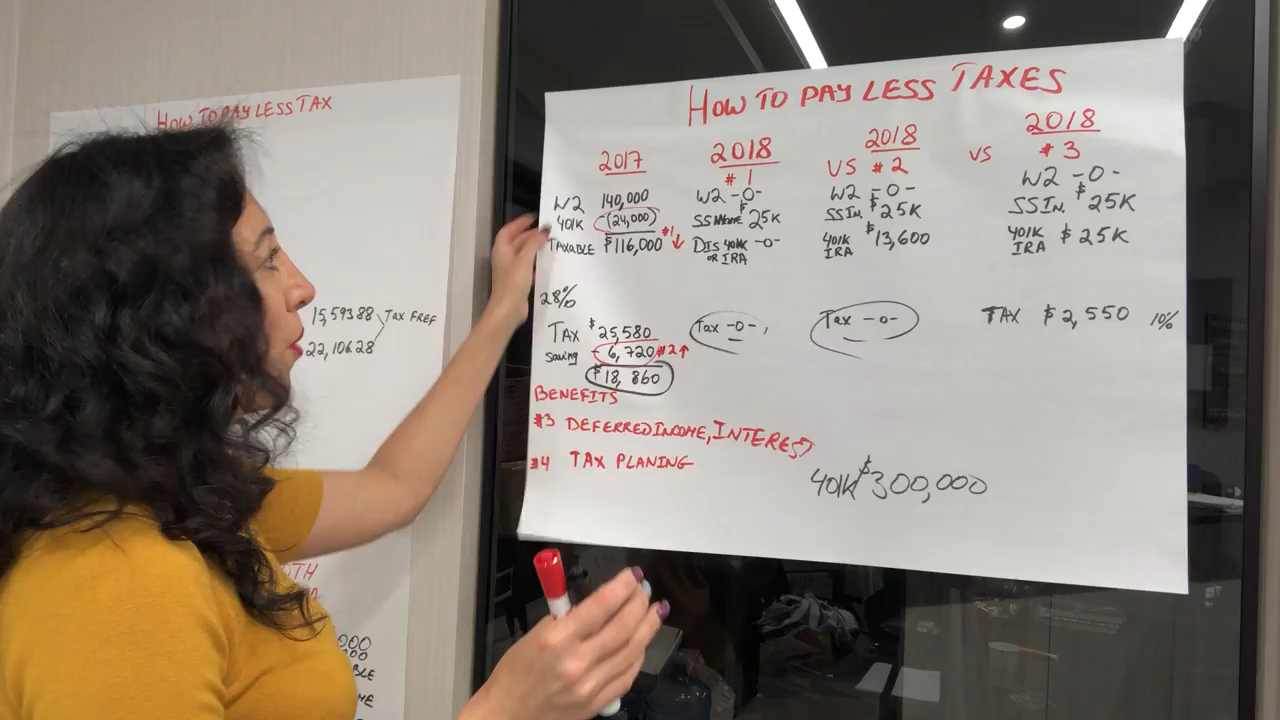 HOW TO PAY LESS TAX
15,593.88
TAX FREE
22,106.28
HOW TO PAY LESS TAXES
2017
W2 140,000
401K -(24,000)
TAXABLE $116,000 #1 ↓
28%
TAX $25,580
Saving - 6,720 #2↑
$18,860
BENEFITS
#3 DEFERRED INCOME, INTEREST
#4 TAX PLANING
2018
#1
W2 -0-
SS Income $25K
DIS 401K -0-
OR IRA
Tax -0-
VS
2018
#2
W2 -0-
SS IN. $25K
401K $13,600
IRA
Tax -0-
VS
2018
#3
W2 -0-
SS IN. $25K
401K $25K
IRA
TAX $2,550 10%
401K $300,000